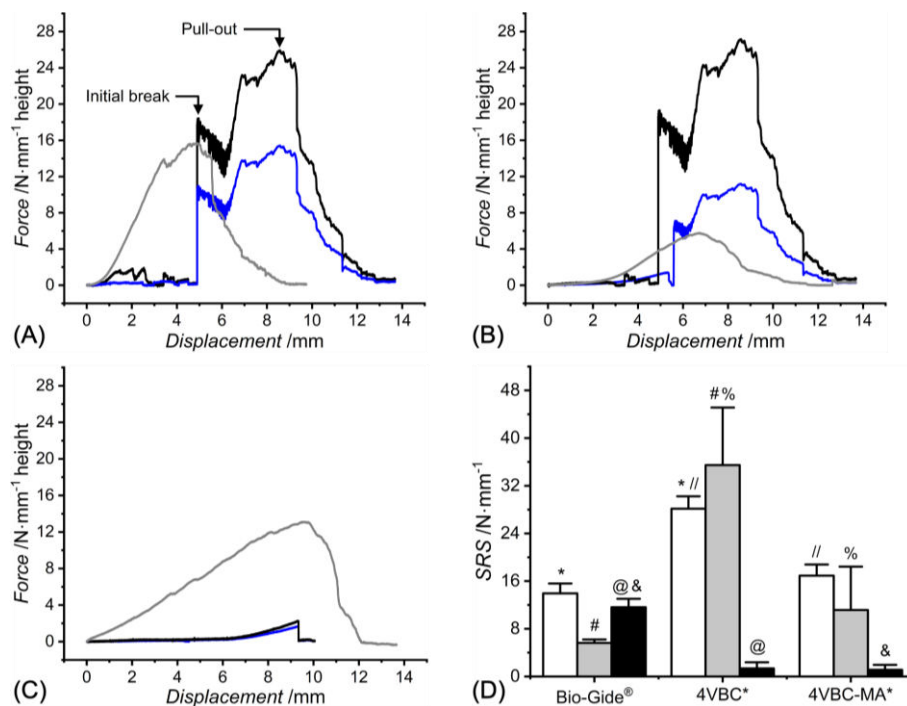 Pull-out
Initial break
Force /N·mm⁻¹ height
28
24
20
16
12
8
4
0
0 2 4 6 8 10 12 14
Displacement /mm
(A)
Force /N·mm⁻¹ height
28
24
20
16
12
8
4
0
0 2 4 6 8 10 12 14
Displacement /mm
(B)
Force /N·mm⁻¹ height
28
24
20
16
12
8
4
0
0 2 4 6 8 10 12 14
Displacement /mm
(C)
SRS /N·mm⁻¹
48
40
32
24
16
8
0
* # @ & * // # % @ // % &
Bio-Gide® 4VBC* 4VBC-MA*
(D)